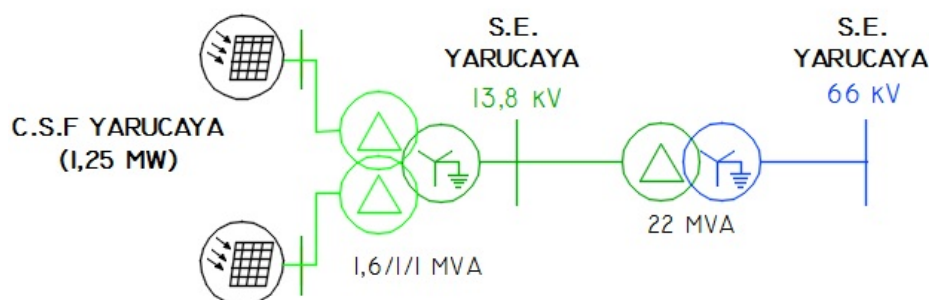 S.E.
YARUCAYA
13,8 KV
S.E.
YARUCAYA
66 KV
C.S.F YARUCAYA
(1,25 MW)
22 MVA
1,6/1/1 MVA